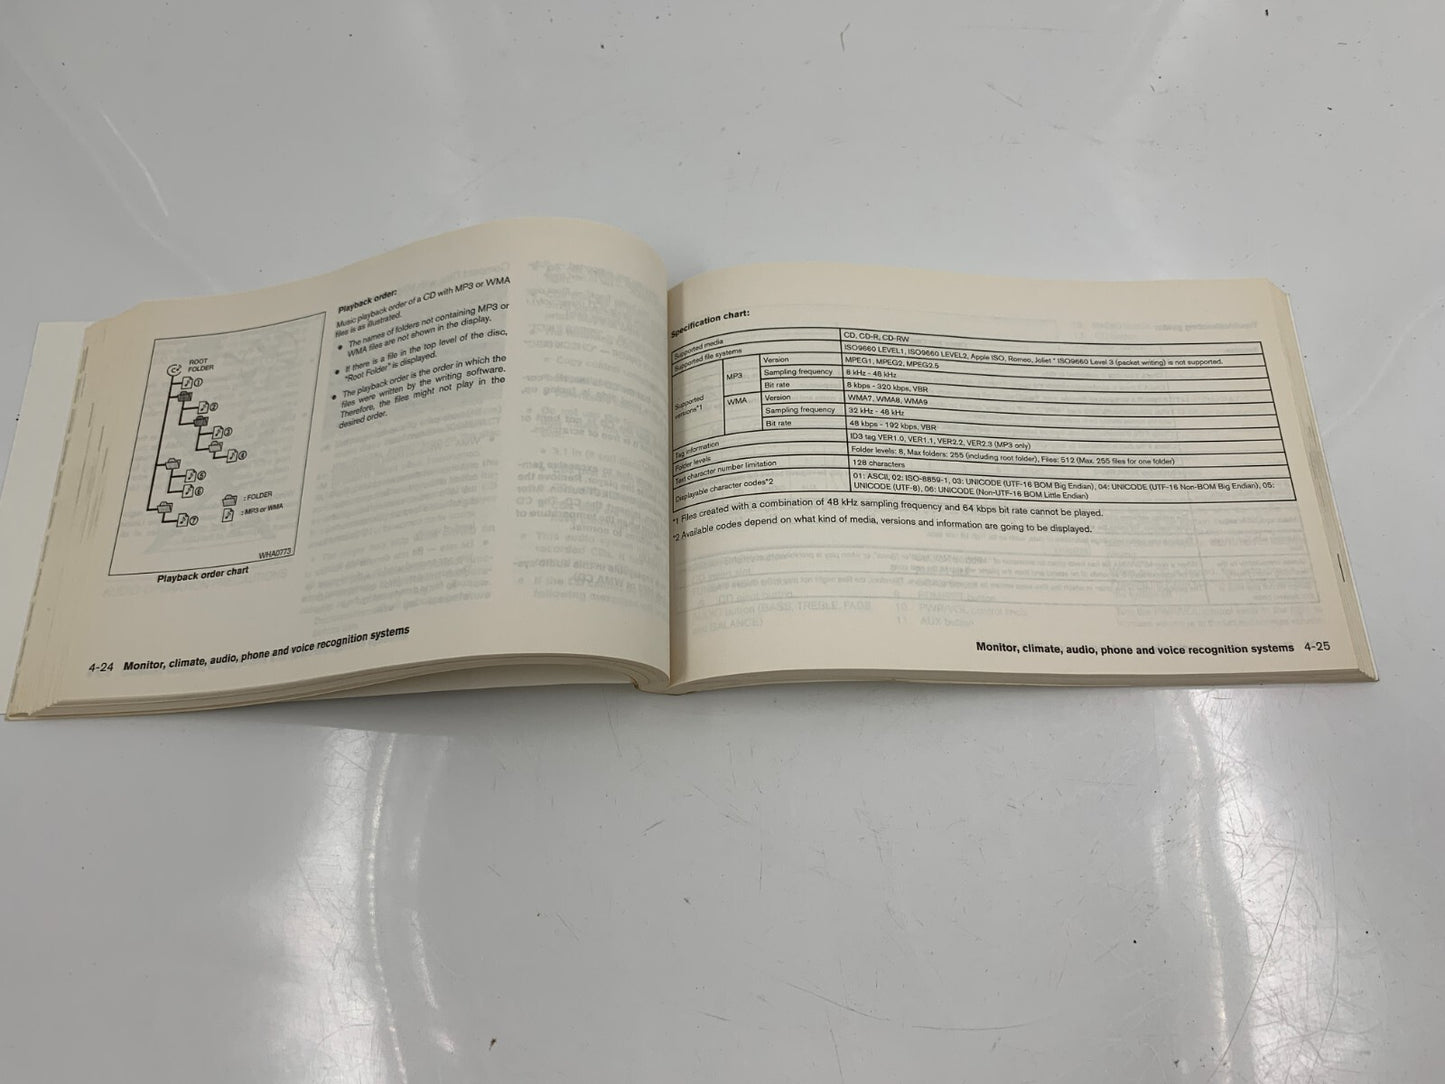 ROOT
FOLDER
①
②
③
④
⑤
⑥
⑦
: FOLDER
: MP3 or WMA
WHA0773
Playback order chart
Playback order:
Music playback order of a CD with MP3 or WMA
files is as illustrated.
● The names of folders not containing MP3 or
WMA files are not shown in the display.
● If there is a file in the top level of the disc,
"Root Folder" is displayed.
● The playback order is the order in which the
files were written by the writing software.
Therefore, the files might not play in the
desired order.
4-24 Monitor, climate, audio, phone and voice recognition systems
Specification chart:
Supported media CD, CD-R, CD-RW
Supported file systems ISO9660 LEVEL1, ISO9660 LEVEL2, Apple ISO, Romeo, Joliet * ISO9660 Level 3 (packet writing) is not supported.
Supported
versions*1
MP3 Version MPEG1, MPEG2, MPEG2.5
Sampling frequency 8 kHz - 48 kHz
Bit rate 8 kbps - 320 kbps, VBR
WMA Version WMA7, WMA8, WMA9
Sampling frequency 32 kHz - 48 kHz
Bit rate 48 kbps - 192 kbps, VBR
Tag information ID3 tag VER1.0, VER1.1, VER2.2, VER2.3 (MP3 only)
Folder levels Folder levels: 8, Max folders: 255 (including root folder), Files: 512 (Max. 255 files for one folder)
Text character number limitation 128 characters
Displayable character codes*2 01: ASCII, 02: ISO-8859-1, 03: UNICODE (UTF-16 BOM Big Endian), 04: UNICODE (UTF-16 Non-BOM Big Endian), 05:
UNICODE (UTF-8), 06: UNICODE (Non-UTF-16 BOM Little Endian)
*1 Files created with a combination of 48 kHz sampling frequency and 64 kbps bit rate cannot be played.
*2 Available codes depend on what kind of media, versions and information are going to be displayed.
Monitor, climate, audio, phone and voice recognition systems 4-25